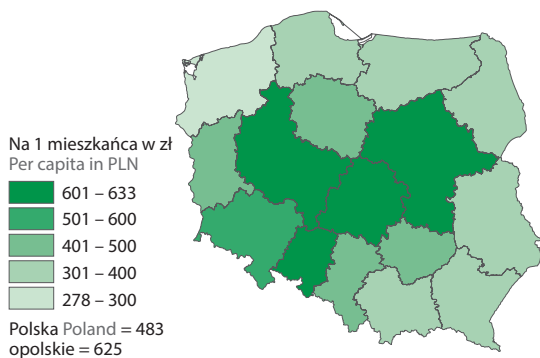 Na 1 mieszkańca w zł
Per capita in PLN
601 – 633
501 – 600
401 – 500
301 – 400
278 – 300
Polska Poland = 483
opolskie = 625